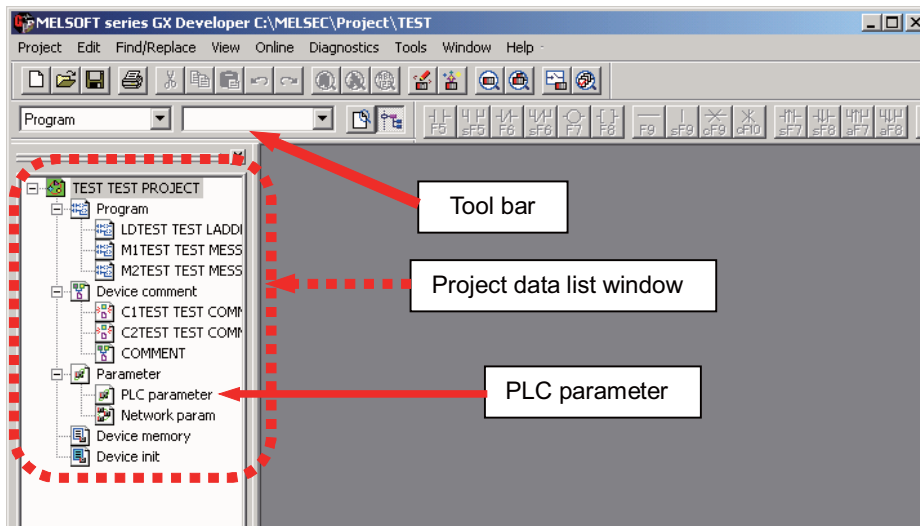 MELSOFT series GX Developer C:\MELSEC\Project\TEST
Project Edit Find/Replace View Online Diagnostics Tools Window Help
Program
F5 sF5 F6 sF6 F7 F8 F9 sF9 cF9 cF10 sF7 sF8 aF7 aF8
Tool bar
TEST TEST PROJECT
Program
LDTEST TEST LADD
M1TEST TEST MESS
M2TEST TEST MESS
Project data list window
Device comment
C1TEST TEST COMM
C2TEST TEST COMM
COMMENT
Parameter
PLC parameter
PLC parameter
Network param
Device memory
Device init